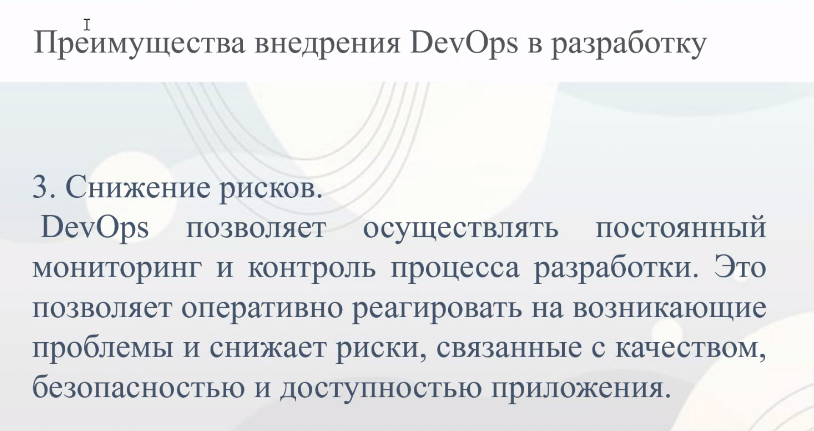 Преимущества внедрения DevOps в разработку
3. Снижение рисков.
DevOps позволяет осуществлять постоянный
мониторинг и контроль процесса разработки. Это
позволяет оперативно реагировать на возникающие
проблемы и снижает риски, связанные с качеством,
безопасностью и доступностью приложения.